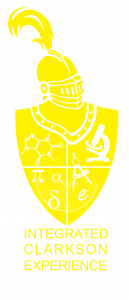 π α
δ e
INTEGRATED
CLARKSON
EXPERIENCE